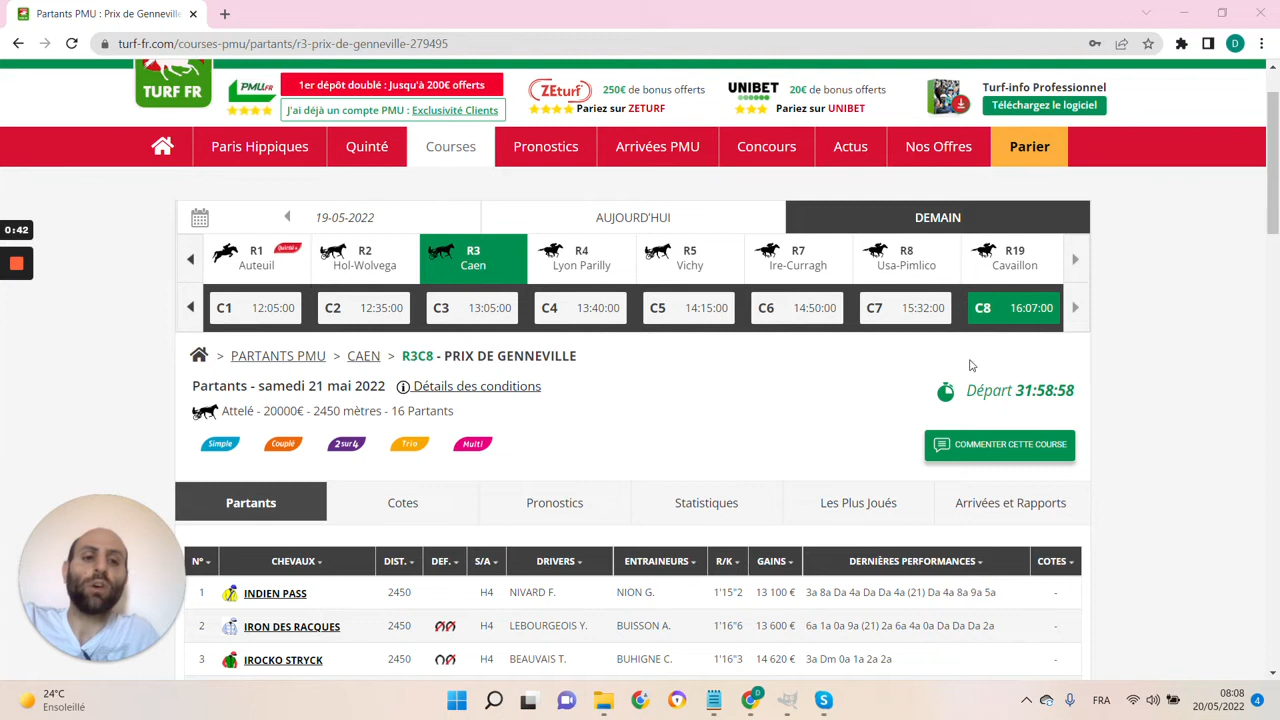 Partants PMU : Prix de Gennevill
turf-fr.com/courses-pmu/partants/r3-prix-de-genneville-279495
D
TURF FR
PMU.FR
1er dépôt doublé : Jusqu'à 200€ offerts
J'ai déjà un compte PMU : Exclusivité Clients
ZEturf
250€ de bonus offerts
Pariez sur ZETURF
UNIBET
20€ de bonus offerts
Pariez sur UNIBET
Turf-info Professionnel
Téléchargez le logiciel
Paris Hippiques
Quinté
Courses
Pronostics
Arrivées PMU
Concours
Actus
Nos Offres
Parier
0:42
19-05-2022
AUJOURD'HUI
DEMAIN
R1 Quinté+
Auteuil
R2
Hol-Wolvega
R3
Caen
R4
Lyon Parilly
R5
Vichy
R7
Ire-Curragh
R8
Usa-Pimlico
R19
Cavaillon
C1 12:05:00
C2 12:35:00
C3 13:05:00
C4 13:40:00
C5 14:15:00
C6 14:50:00
C7 15:32:00
C8 16:07:00
> PARTANTS PMU > CAEN > R3C8 - PRIX DE GENNEVILLE
Partants - samedi 21 mai 2022 Détails des conditions
Départ 31:58:58
Attelé - 20000€ - 2450 mètres - 16 Partants
Simple Couplé 2sur4 Trio Multi
COMMENTER CETTE COURSE
Partants
Cotes
Pronostics
Statistiques
Les Plus Joués
Arrivées et Rapports
N° CHEVAUX DIST. DEF. S/A DRIVERS ENTRAINEURS R/K GAINS DERNIÈRES PERFORMANCES COTES
1 INDIEN PASS 2450 H4 NIVARD F. NION G. 1'15"2 13 100 € 3a 8a Da 4a Da Da 4a (21) Da 4a 8a 9a 5a -
2 IRON DES RACQUES 2450 H4 LEBOURGEOIS Y. BUISSON A. 1'16"6 13 600 € 6a 1a 0a 9a (21) 2a 6a 4a 0a Da Da Da 2a -
3 IROCKO STRYCK 2450 H4 BEAUVAIS T. BUHIGNE C. 1'16"3 14 620 € 3a Dm 0a 1a 2a 2a -
24°C
Ensoleillé
D
FRA
08:08
20/05/2022
4